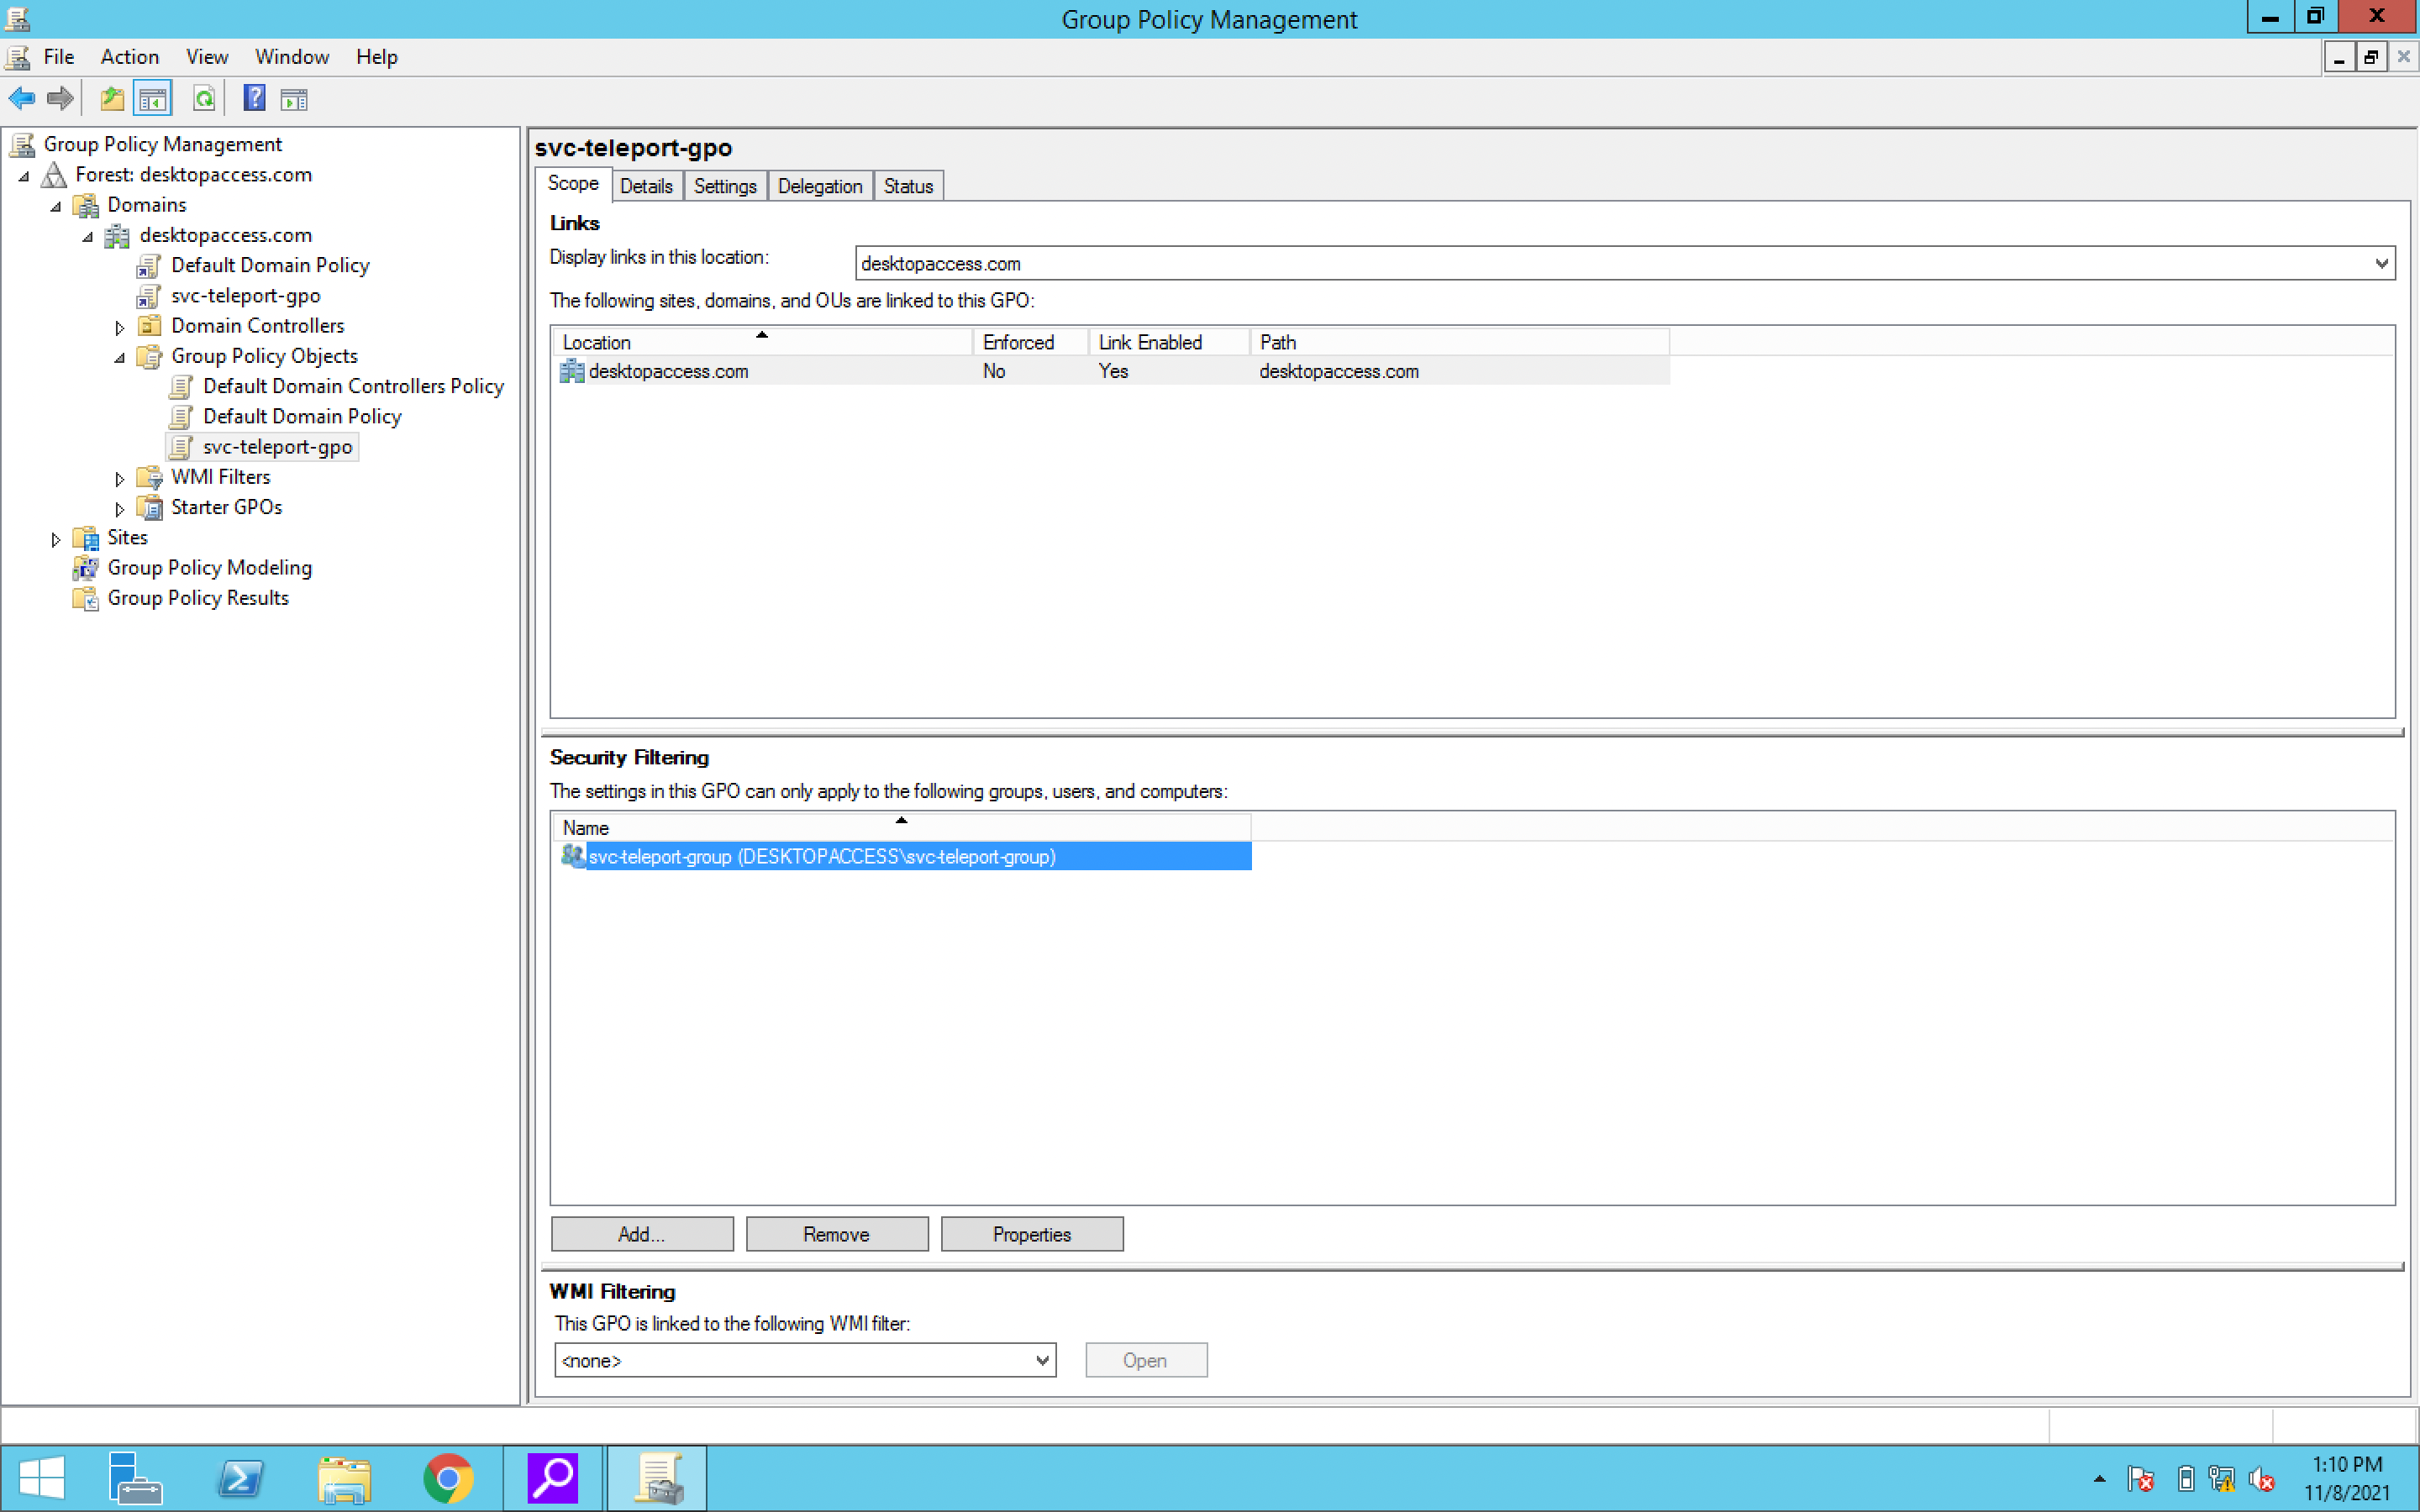 Group Policy Management
File Action View Window Help
Group Policy Management
Forest: desktopaccess.com
Domains
desktopaccess.com
Default Domain Policy
svc-teleport-gpo
Domain Controllers
Group Policy Objects
Default Domain Controllers Policy
Default Domain Policy
svc-teleport-gpo
WMI Filters
Starter GPOs
Sites
Group Policy Modeling
Group Policy Results
svc-teleport-gpo
Scope Details Settings Delegation Status
Links
Display links in this location: desktopaccess.com
The following sites, domains, and OUs are linked to this GPO:
Location Enforced Link Enabled Path
desktopaccess.com No Yes desktopaccess.com
Security Filtering
The settings in this GPO can only apply to the following groups, users, and computers:
Name
svc-teleport-group (DESKTOPACCESS\svc-teleport-group)
Add... Remove Properties
WMI Filtering
This GPO is linked to the following WMI filter:
<none> Open
1:10 PM
11/8/2021